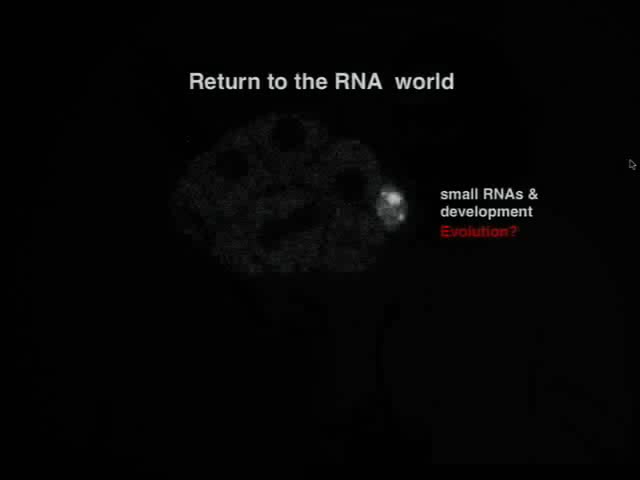 Return to the RNA world
small RNAs &
development
Evolution?